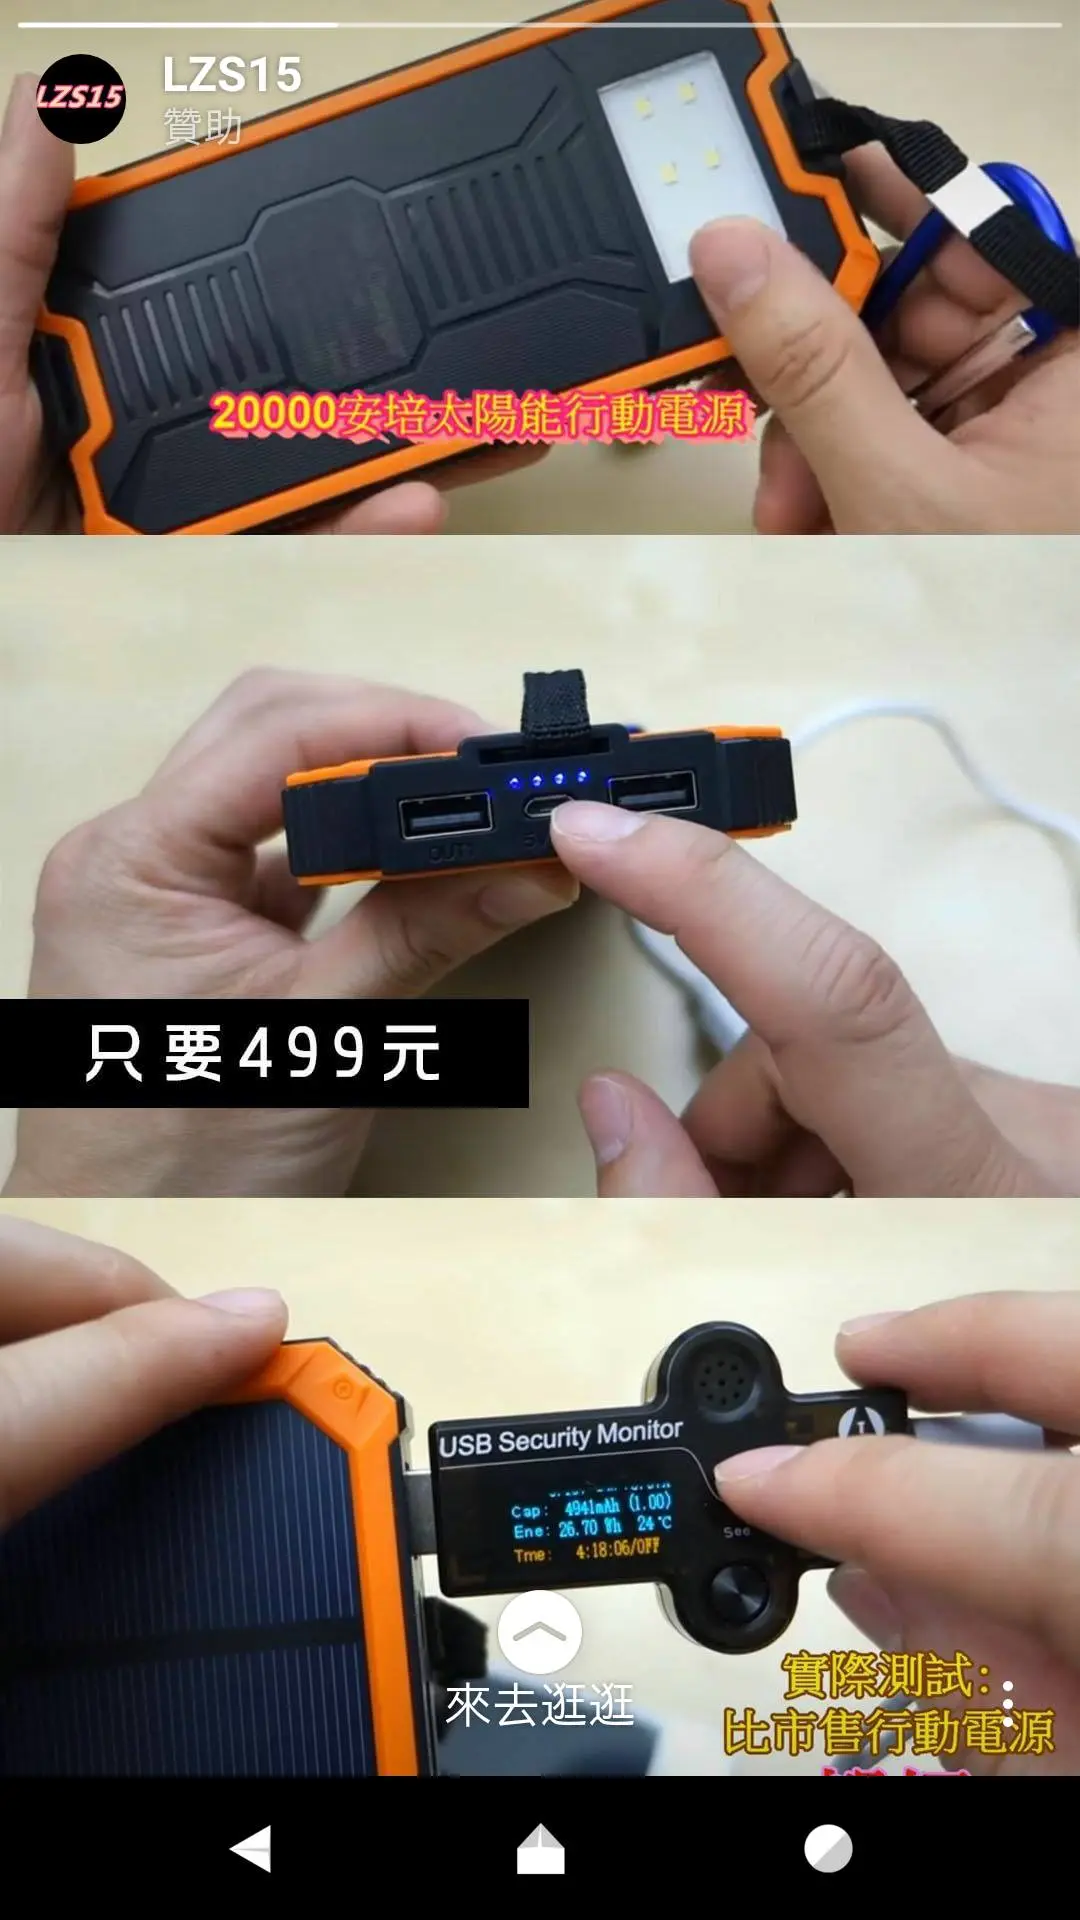 LZS15
LZS15
贊助
20000安培太陽能行動電源
OUT1
5V
只要499元
USB Security Monitor
Cap: 4941mAh (1.00)
Ene: 26.70 Wh 24℃
Tme: 4:18:06/OFF
See
來去逛逛
實際測試:
比市售行動電源